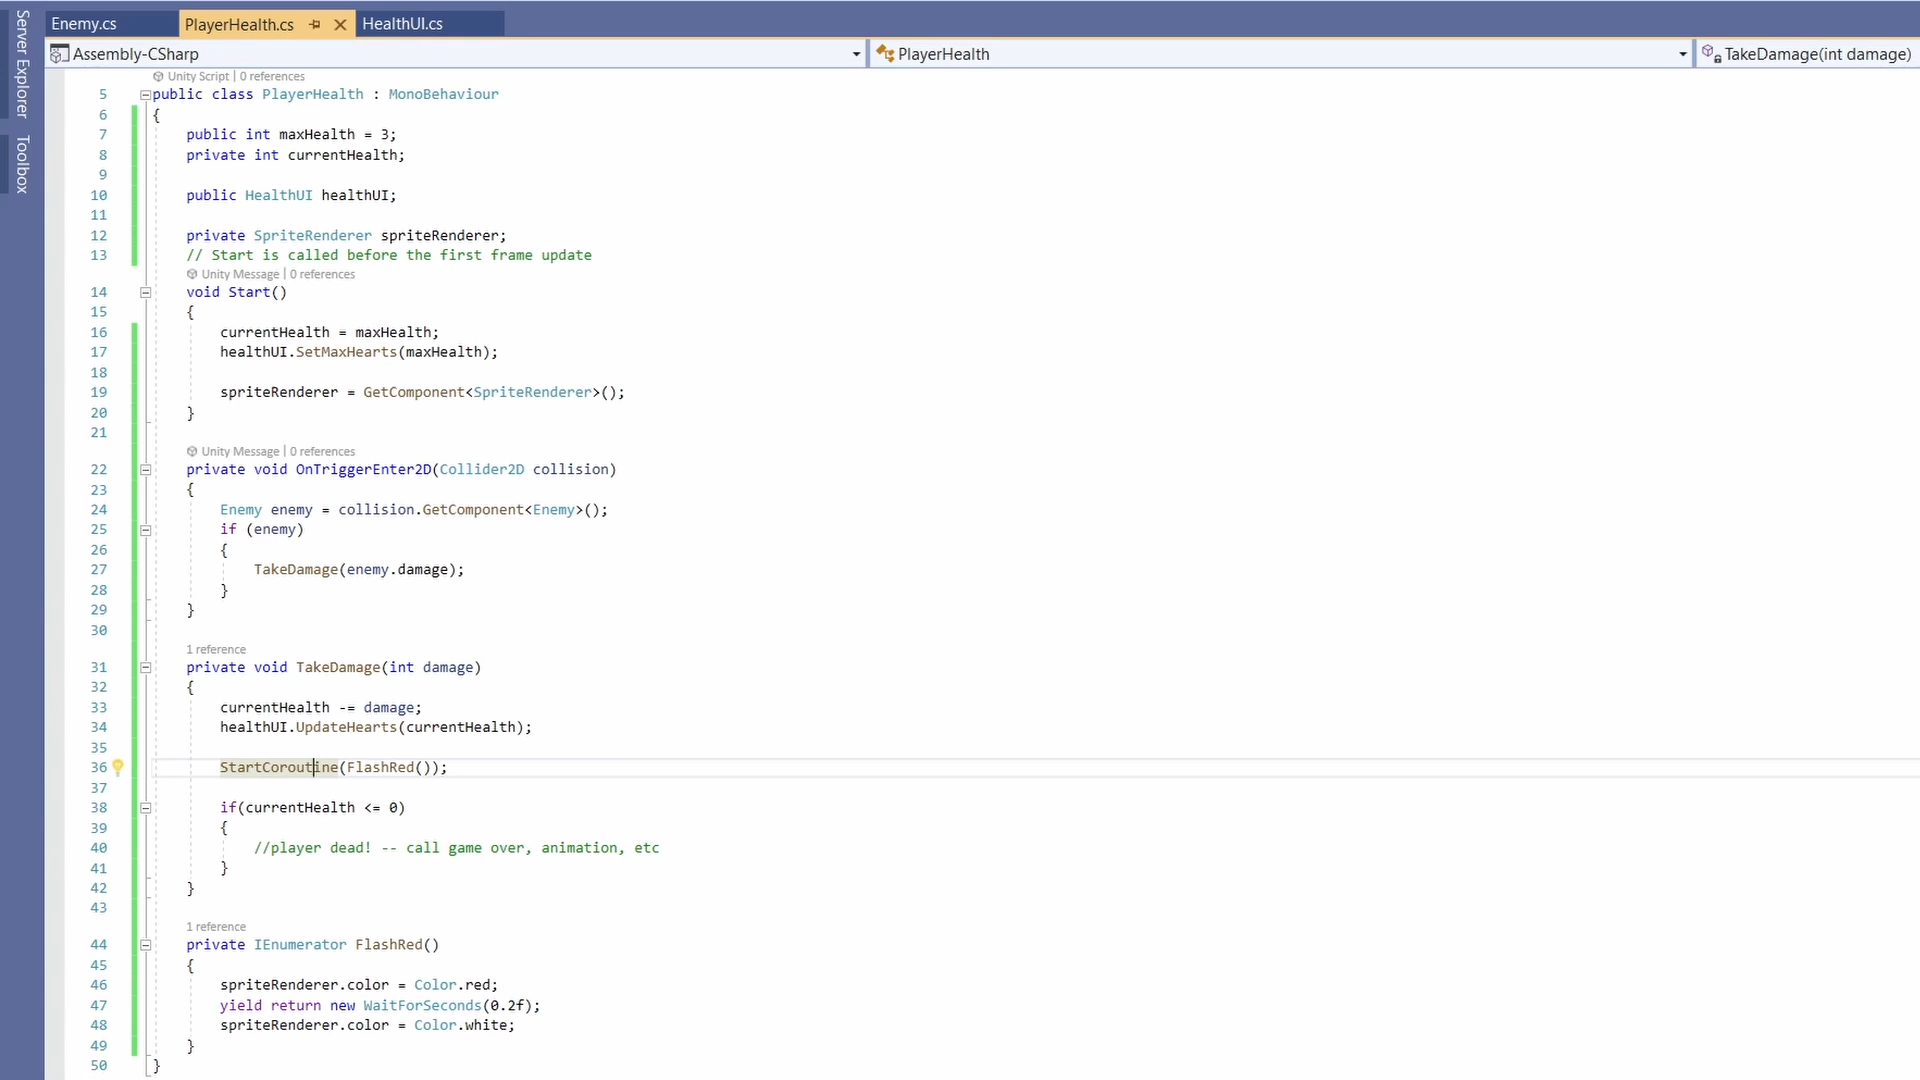 Server Explorer
Toolbox
Enemy.cs
PlayerHealth.cs
HealthUI.cs
Assembly-CSharp
PlayerHealth
TakeDamage(int damage)
Unity Script | 0 references
5 public class PlayerHealth : MonoBehaviour
6 {
7 public int maxHealth = 3;
8 private int currentHealth;
9
10 public HealthUI healthUI;
11
12 private SpriteRenderer spriteRenderer;
13 // Start is called before the first frame update
Unity Message | 0 references
14 void Start()
15 {
16 currentHealth = maxHealth;
17 healthUI.SetMaxHearts(maxHealth);
18
19 spriteRenderer = GetComponent<SpriteRenderer>();
20 }
21
Unity Message | 0 references
22 private void OnTriggerEnter2D(Collider2D collision)
23 {
24 Enemy enemy = collision.GetComponent<Enemy>();
25 if (enemy)
26 {
27 TakeDamage(enemy.damage);
28 }
29 }
30
1 reference
31 private void TakeDamage(int damage)
32 {
33 currentHealth -= damage;
34 healthUI.UpdateHearts(currentHealth);
35
36 StartCoroutine(FlashRed());
37
38 if(currentHealth <= 0)
39 {
40 //player dead! -- call game over, animation, etc
41 }
42 }
43
1 reference
44 private IEnumerator FlashRed()
45 {
46 spriteRenderer.color = Color.red;
47 yield return new WaitForSeconds(0.2f);
48 spriteRenderer.color = Color.white;
49 }
50 }